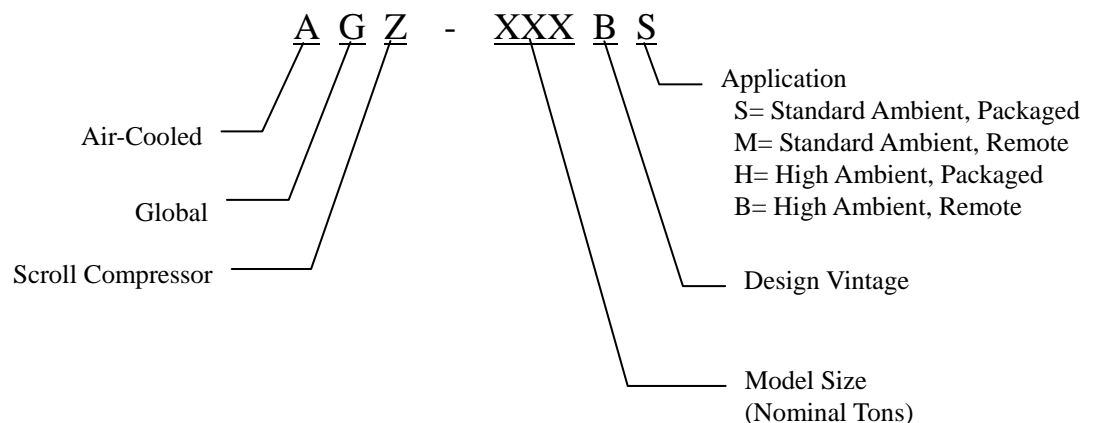 A G Z - XXX B S
Application
S= Standard Ambient, Packaged
M= Standard Ambient, Remote
H= High Ambient, Packaged
B= High Ambient, Remote
Air-Cooled
Global
Scroll Compressor
Design Vintage
Model Size
(Nominal Tons)